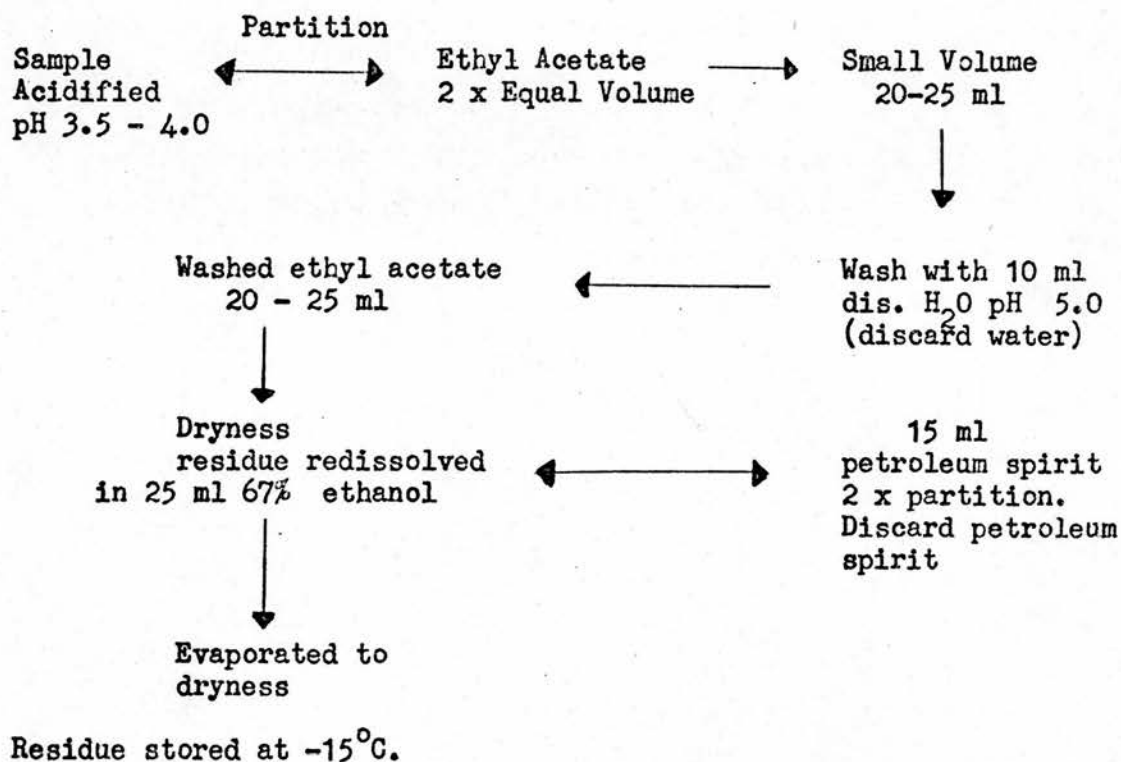 Partition
Sample
Acidified
pH 3.5 - 4.0
Ethyl Acetate
2 x Equal Volume
Small Volume
20-25 ml
Wash with 10 ml
dis. H2O pH 5.0
(discard water)
Washed ethyl acetate
20 - 25 ml
Dryness
residue redissolved
in 25 ml 67% ethanol
15 ml
petroleum spirit
2 x partition.
Discard petroleum
spirit
Evaporated to
dryness
Residue stored at -15°C.